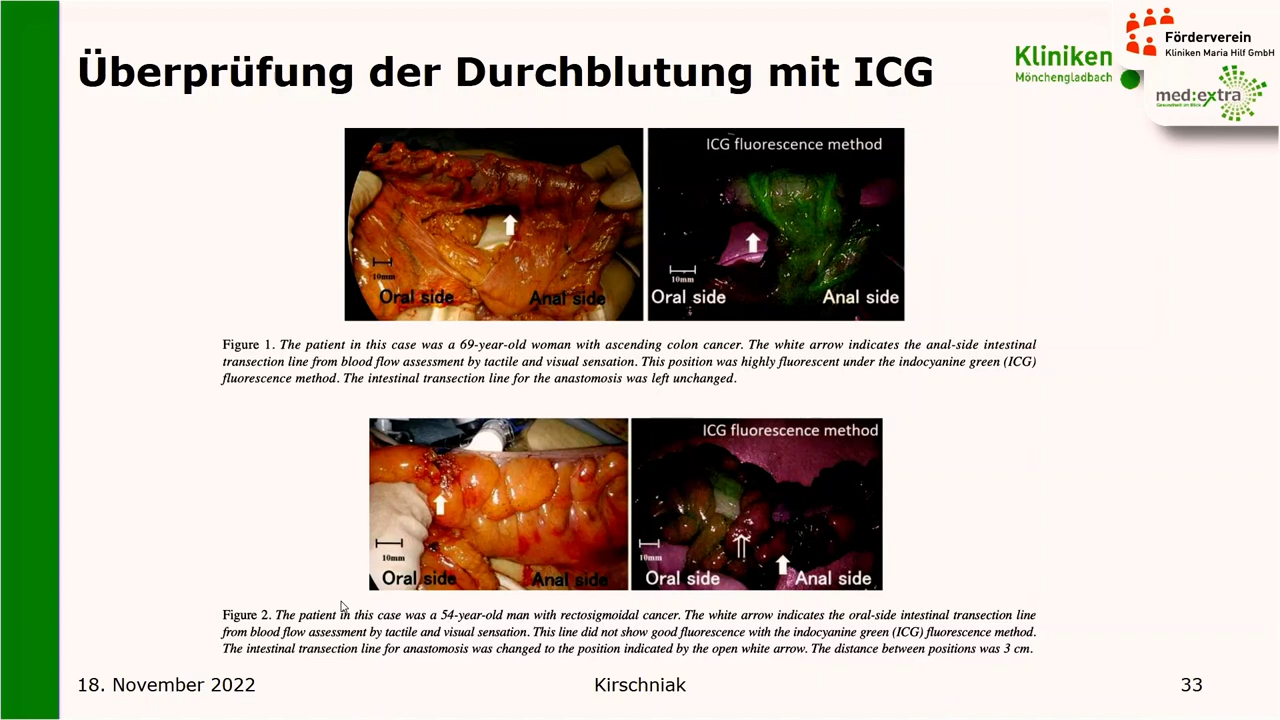 Überprüfung der Durchblutung mit ICG
Kliniken
Mönchengladbach
Förderverein
Kliniken Maria Hilf GmbH
med:extra
Gesundheit im Blick
10mm
Oral side
Anal side
ICG fluorescence method
10mm
Oral side
Anal side
Figure 1. The patient in this case was a 69-year-old woman with ascending colon cancer. The white arrow indicates the anal-side intestinal
transection line from blood flow assessment by tactile and visual sensation. This position was highly fluorescent under the indocyanine green (ICG)
fluorescence method. The intestinal transection line for the anastomosis was left unchanged.
10mm
Oral side
Anal side
ICG fluorescence method
10mm
Oral side
Anal side
Figure 2. The patient in this case was a 54-year-old man with rectosigmoidal cancer. The white arrow indicates the oral-side intestinal transection line
from blood flow assessment by tactile and visual sensation. This line did not show good fluorescence with the indocyanine green (ICG) fluorescence method.
The intestinal transection line for anastomosis was changed to the position indicated by the open white arrow. The distance between positions was 3 cm.
18. November 2022
Kirschniak
33